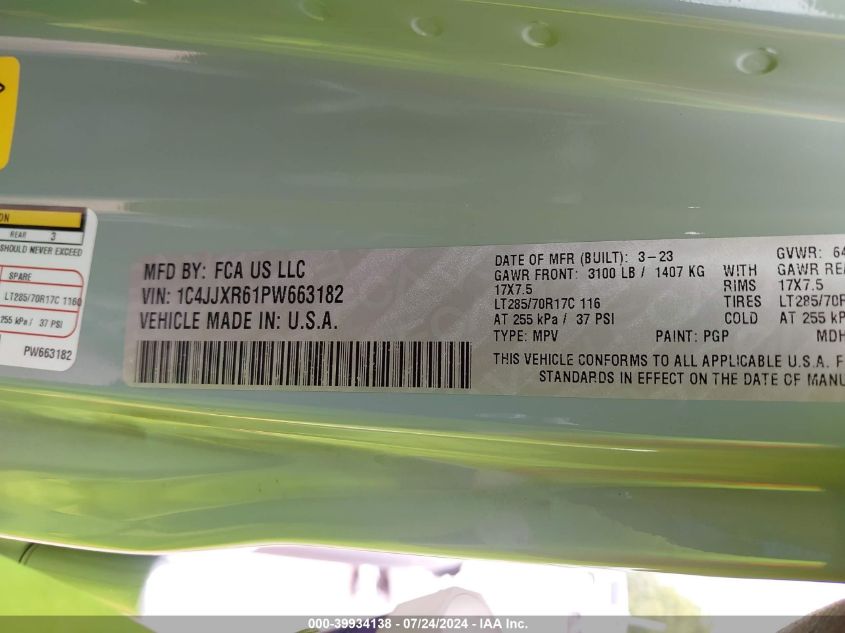 ON
REAR 3
SHOULD NEVER EXCEED
SPARE
LT285/70R17C 116Q
255 kPa / 37 PSI
PW663182
MFD BY: FCA US LLC
VIN: 1C4JJXR61PW663182
VEHICLE MADE IN: U.S.A.
DATE OF MFR (BUILT): 3-23 GVWR: 64
GAWR FRONT: 3100 LB / 1407 KG WITH GAWR REA
17X7.5 RIMS 17X7.5
LT285/70R17C 116 TIRES LT285/70R
AT 255 kPa / 37 PSI COLD AT 255 kPa
TYPE: MPV PAINT: PGP MDH
THIS VEHICLE CONFORMS TO ALL APPLICABLE U.S.A. F
STANDARDS IN EFFECT ON THE DATE OF MANU
000-39934138 - 07/24/2024 - IAA Inc.